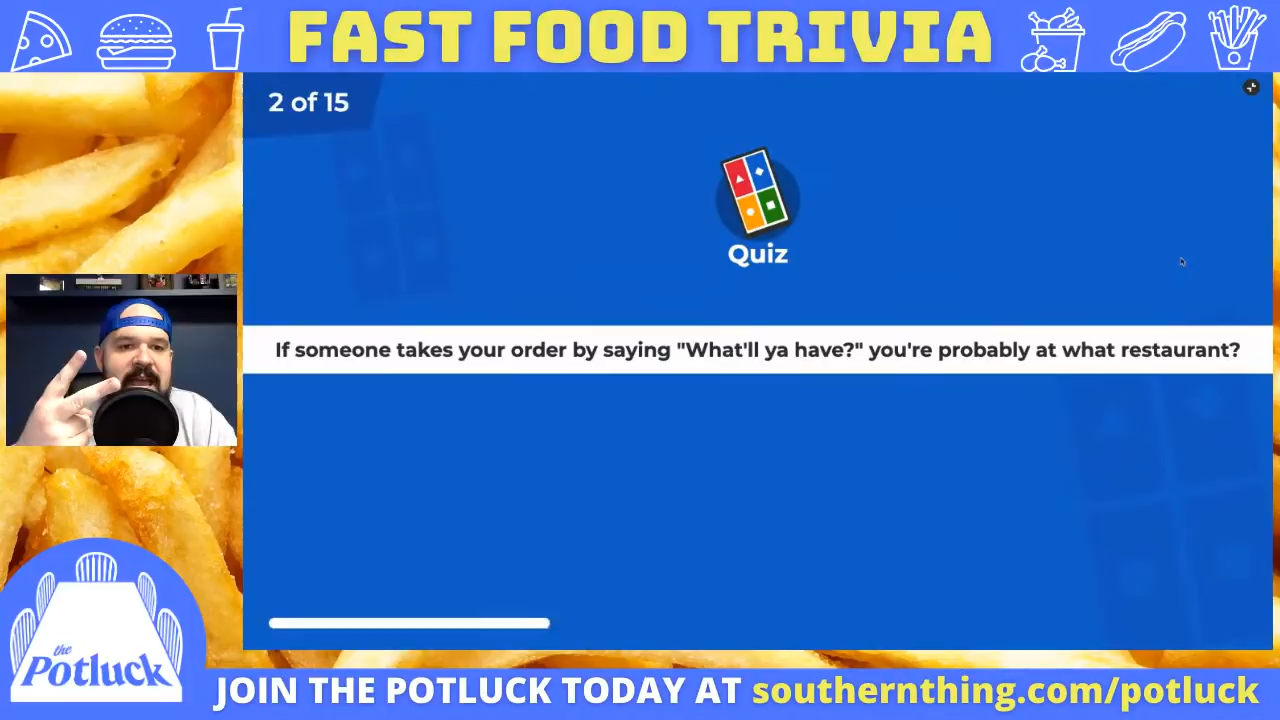 FAST FOOD TRIVIA
2 of 15
Quiz
If someone takes your order by saying "What'll ya have?" you're probably at what restaurant?
the
Potluck
JOIN THE POTLUCK TODAY AT southernthing.com/potluck